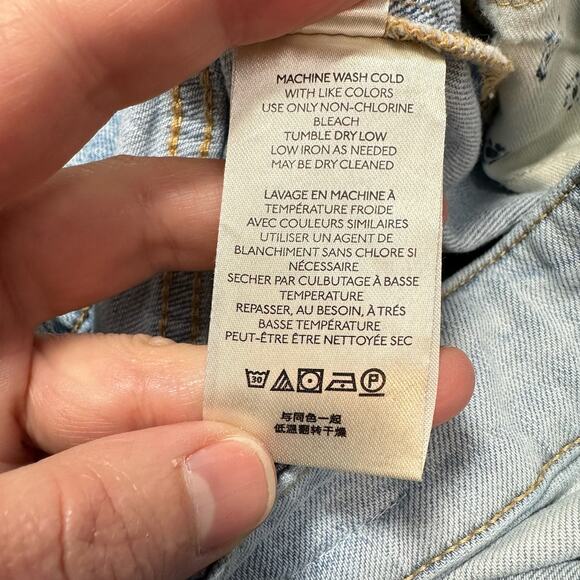 MACHINE WASH COLD
WITH LIKE COLORS
USE ONLY NON-CHLORINE
BLEACH
TUMBLE DRY LOW
LOW IRON AS NEEDED
MAY BE DRY CLEANED
LAVAGE EN MACHINE À
TEMPÉRATURE FROIDE
AVEC COULEURS SIMILAIRES
UTILISER UN AGENT DE
BLANCHIMENT SANS CHLORE SI
NÉCESSAIRE
SECHER PAR CULBUTAGE À BASSE
TEMPERATURE
REPASSER, AU BESOIN, À TRÉS
BASSE TEMPÉRATURE
PEUT-ÊTRE ÊTRE NETTOYÉE SEC
30 P
与同色一起
低温翻转干燥